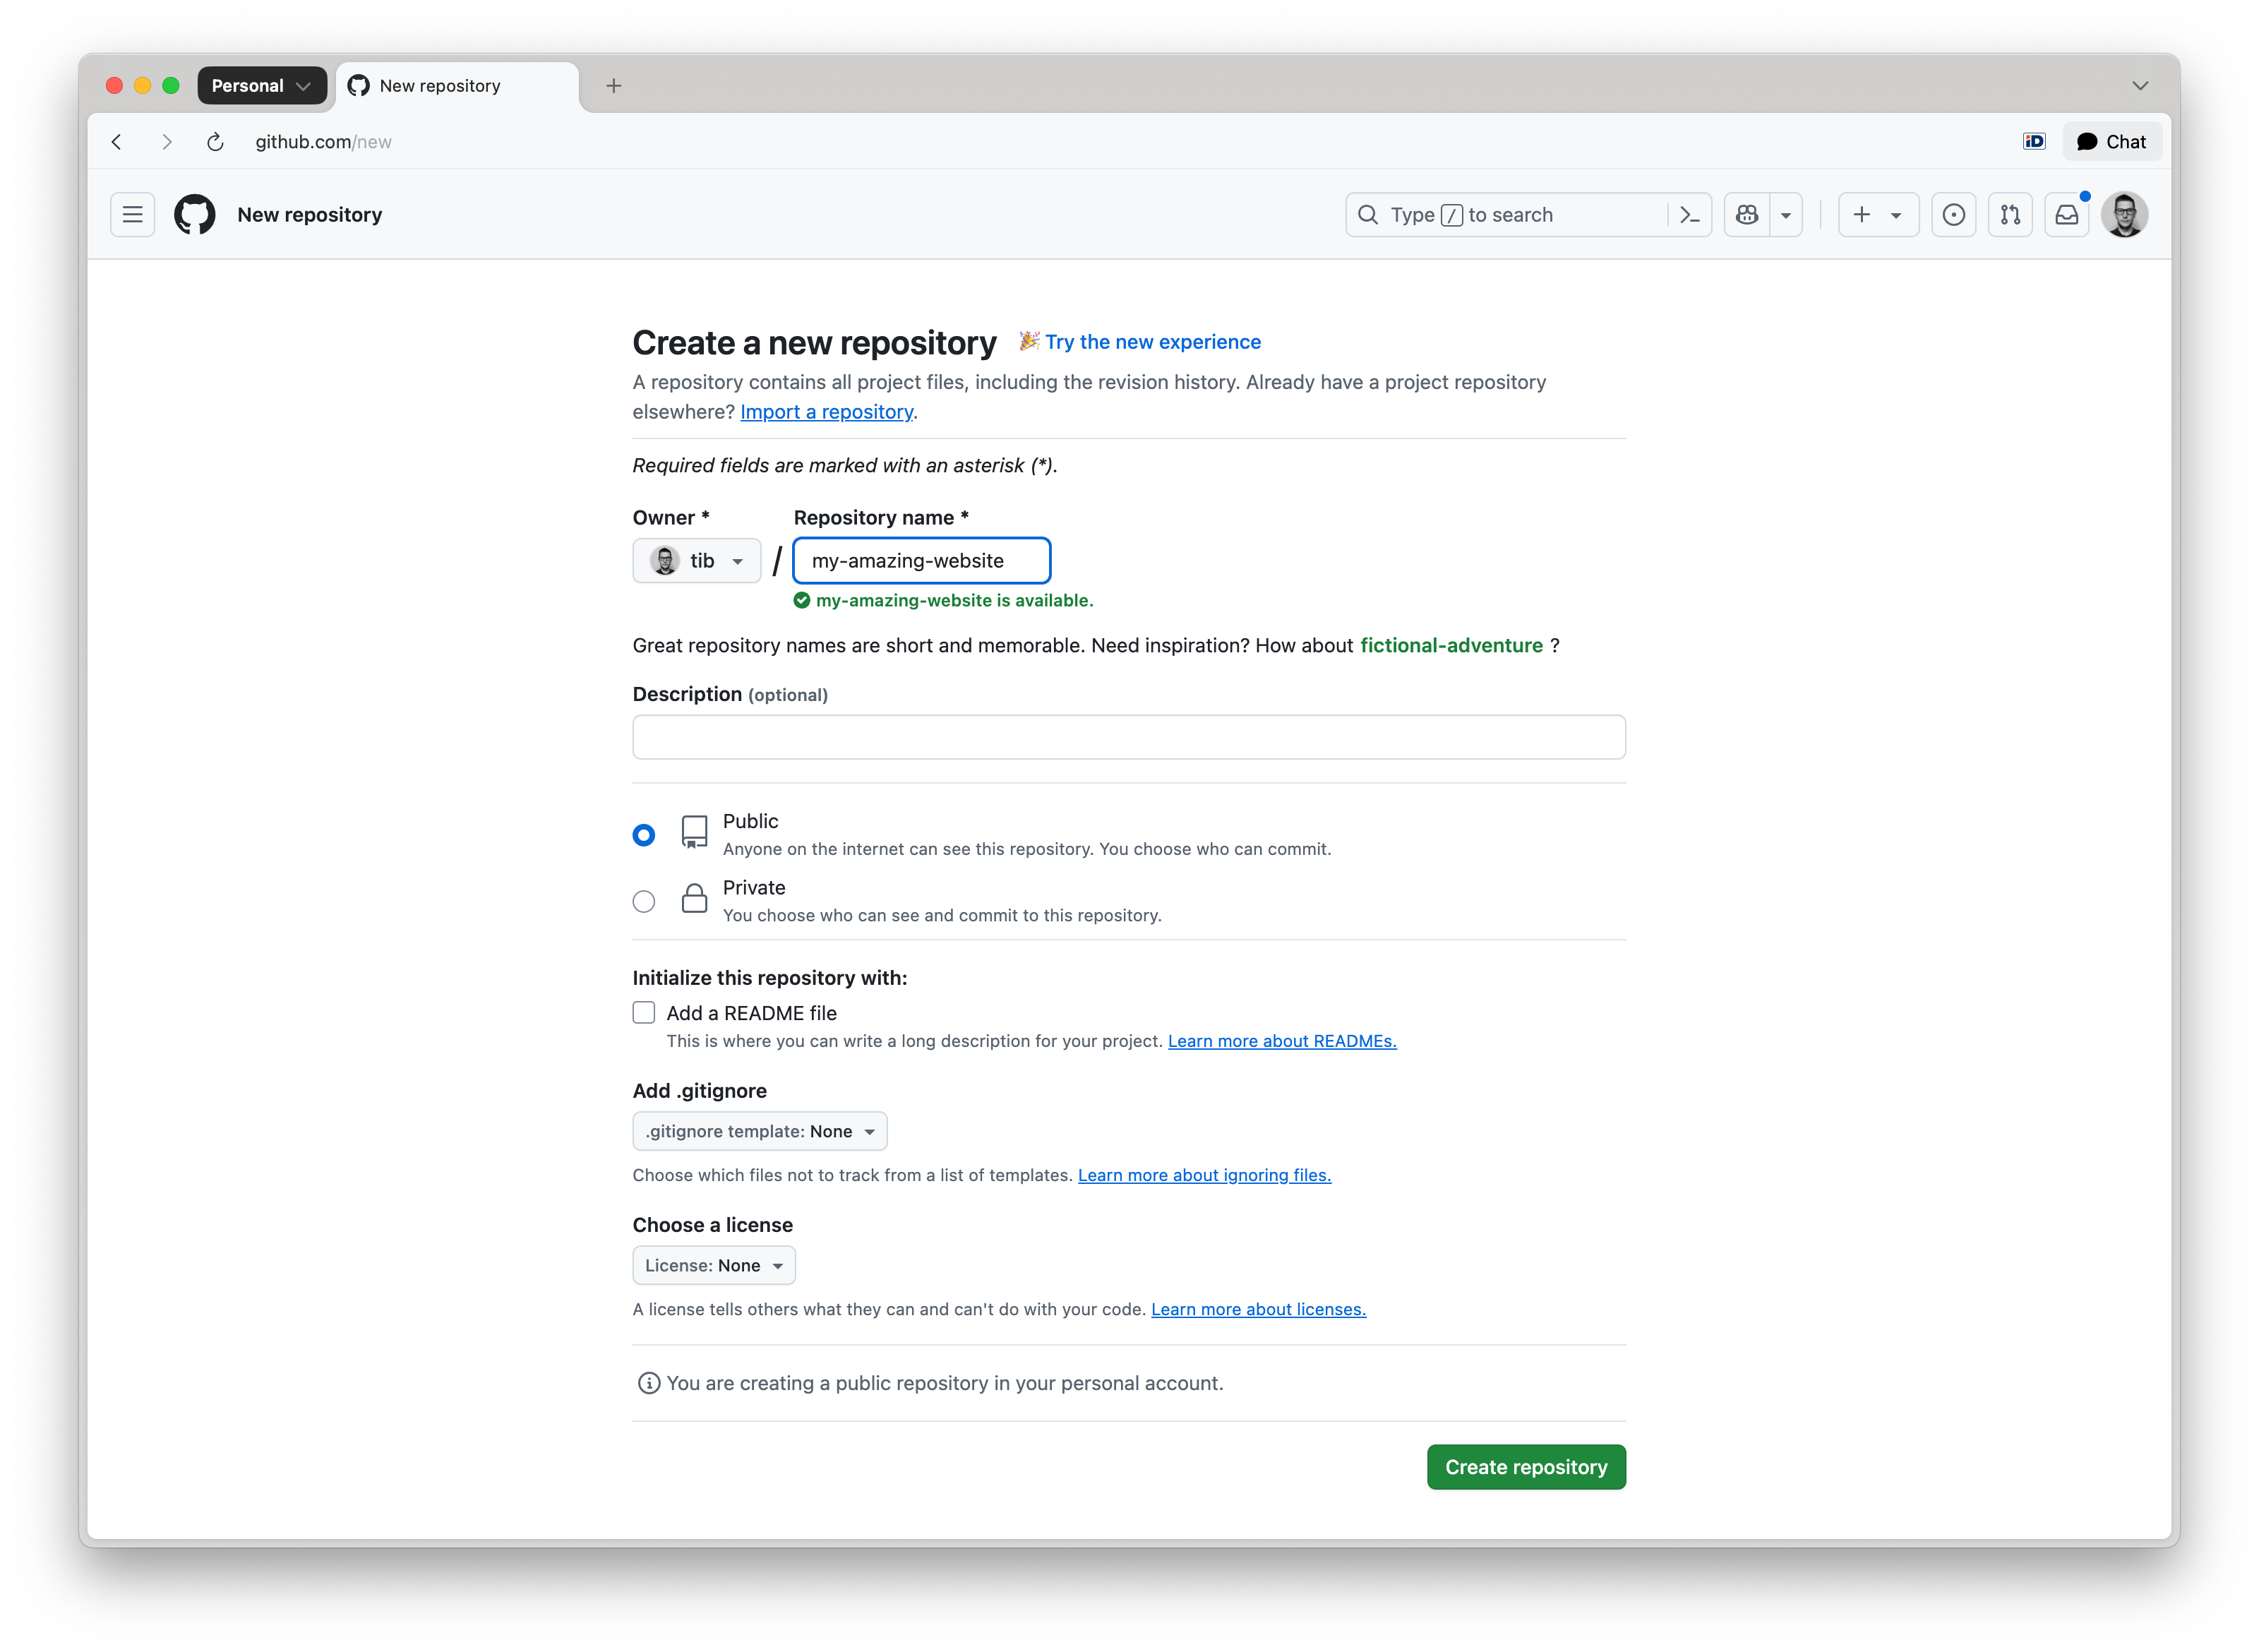 Personal
New repository
github.com/new
iD
Chat
New repository
Type / to search
Create a new repository
🎉 Try the new experience
A repository contains all project files, including the revision history. Already have a project repository
elsewhere? Import a repository.
Required fields are marked with an asterisk (*).
Owner *
Repository name *
tib
/
my-amazing-website
my-amazing-website is available.
Great repository names are short and memorable. Need inspiration? How about fictional-adventure ?
Description (optional)
Public
Anyone on the internet can see this repository. You choose who can commit.
Private
You choose who can see and commit to this repository.
Initialize this repository with:
Add a README file
This is where you can write a long description for your project. Learn more about READMEs.
Add .gitignore
.gitignore template: None
Choose which files not to track from a list of templates. Learn more about ignoring files.
Choose a license
License: None
A license tells others what they can and can't do with your code. Learn more about licenses.
You are creating a public repository in your personal account.
Create repository